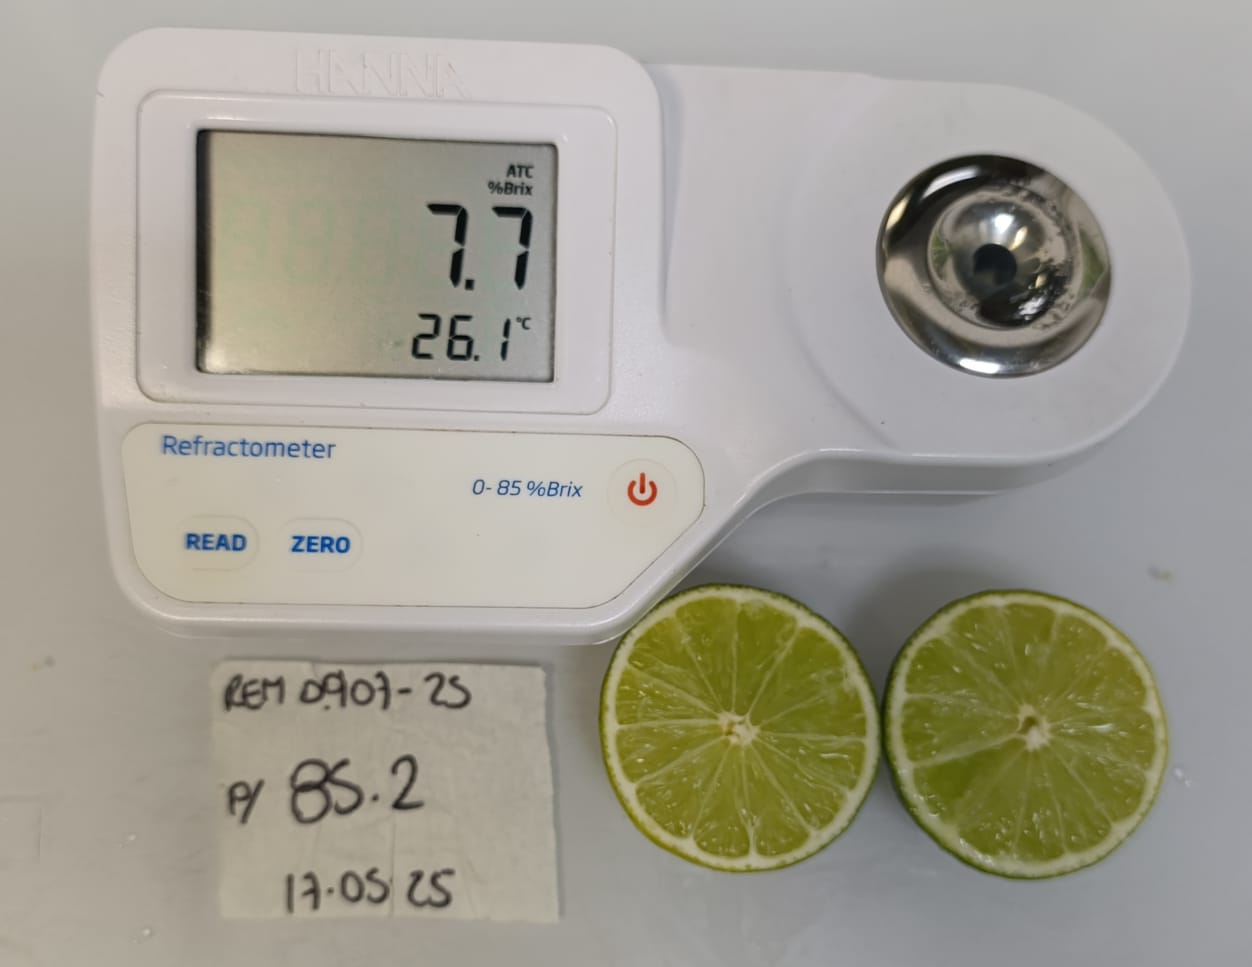 HANNA
ATC
%Brix
7.7
26.1 °C
Refractometer
0-85 %Brix
READ ZERO
REM 0907-25
P/ 85.2
17.05 25